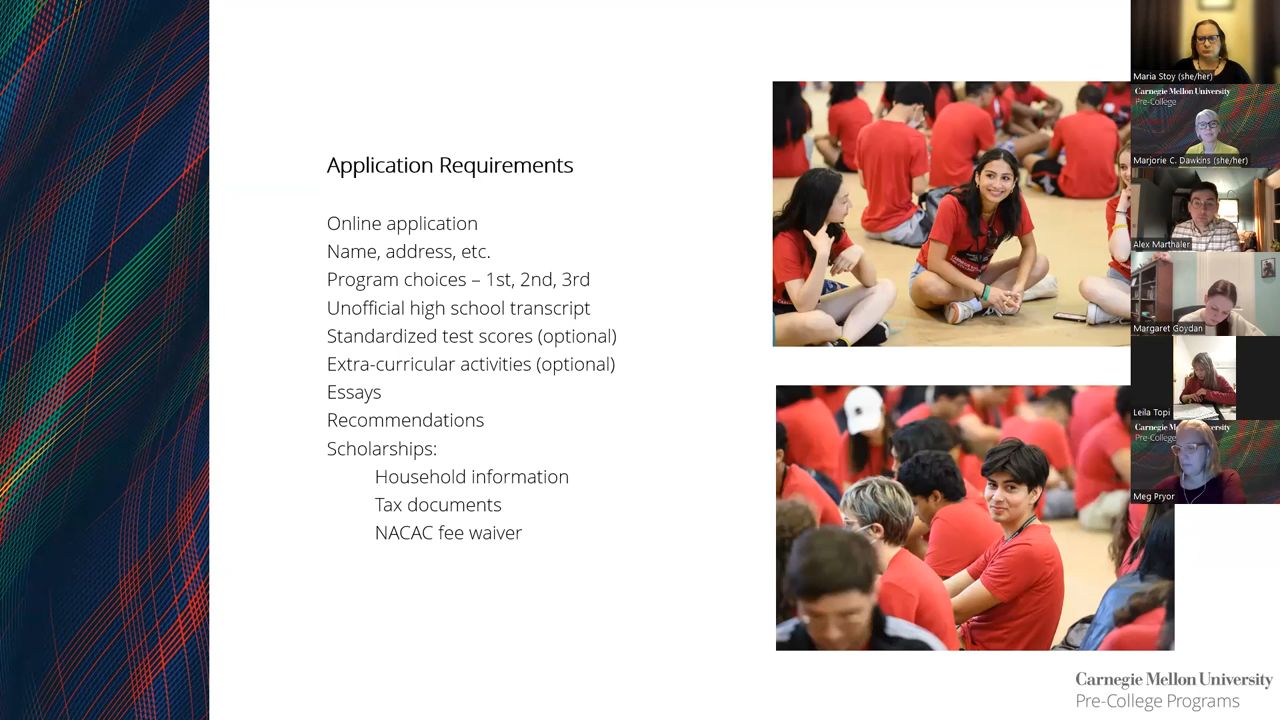 Application Requirements
Online application
Name, address, etc.
Program choices – 1st, 2nd, 3rd
Unofficial high school transcript
Standardized test scores (optional)
Extra-curricular activities (optional)
Essays
Recommendations
Scholarships:
Household information
Tax documents
NACAC fee waiver
Maria Stoy (she/her)
Carnegie Mellon University
Pre-College
Marjorie C. Dawkins (she/her)
Alex Marthaler
Margaret Goydan
Leila Topi
Meg Pryor
Carnegie Mellon University
Pre-College Programs